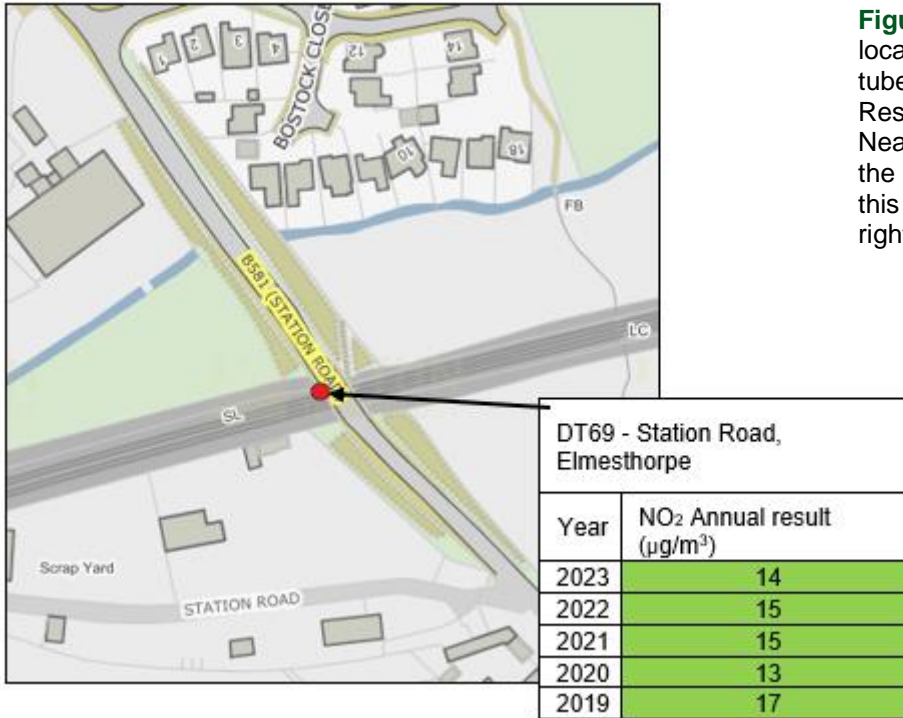 1
2
3
4
12
14
BOSTOCK CLOSE
10
18
FB
B581 (STATION ROAD)
LC
SL
Scrap Yard
STATION ROAD
Figu
loca
tube
Res
Nea
the
this
righ
DT69 - Station Road,
Elmesthorpe
Year NO₂ Annual result
(µg/m³)
2023 14
2022 15
2021 15
2020 13
2019 17